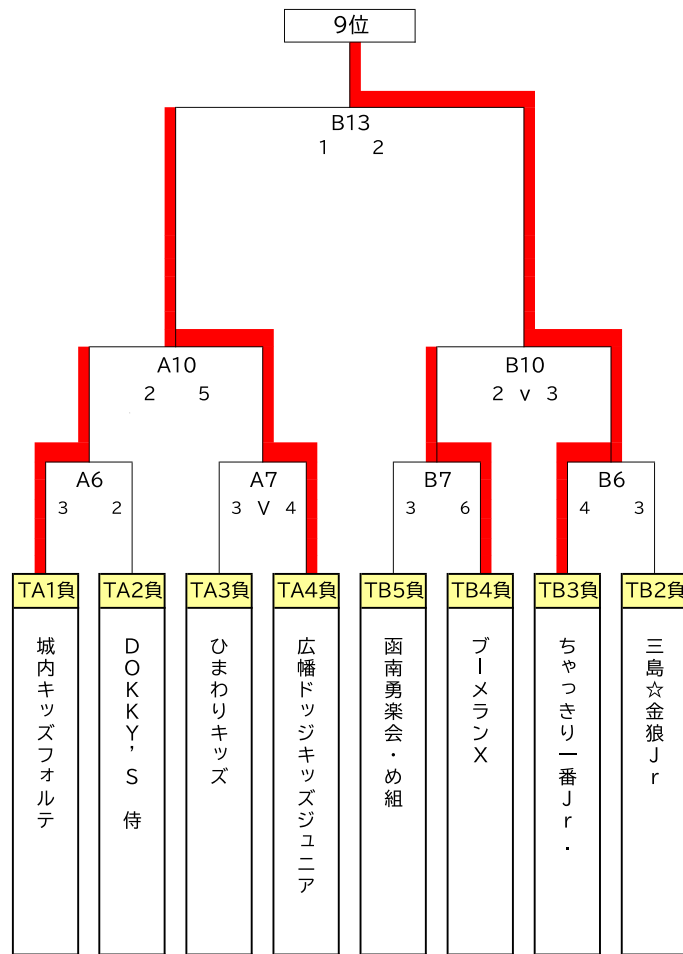 9位
B13
1 2
A10
2 5
B10
2 v 3
A6
3 2
A7
3 V 4
B7
3 6
B6
4 3
TA1負
TA2負
TA3負
TA4負
TB5負
TB4負
TB3負
TB2負
城内キッズフォルテ
DOKKY'S 侍
ひまわりキッズ
広幡ドッジキッズジュニア
函南勇楽会・め組
ブーメランX
ちゃっきり一番Jr.
三島☆金狼Jr